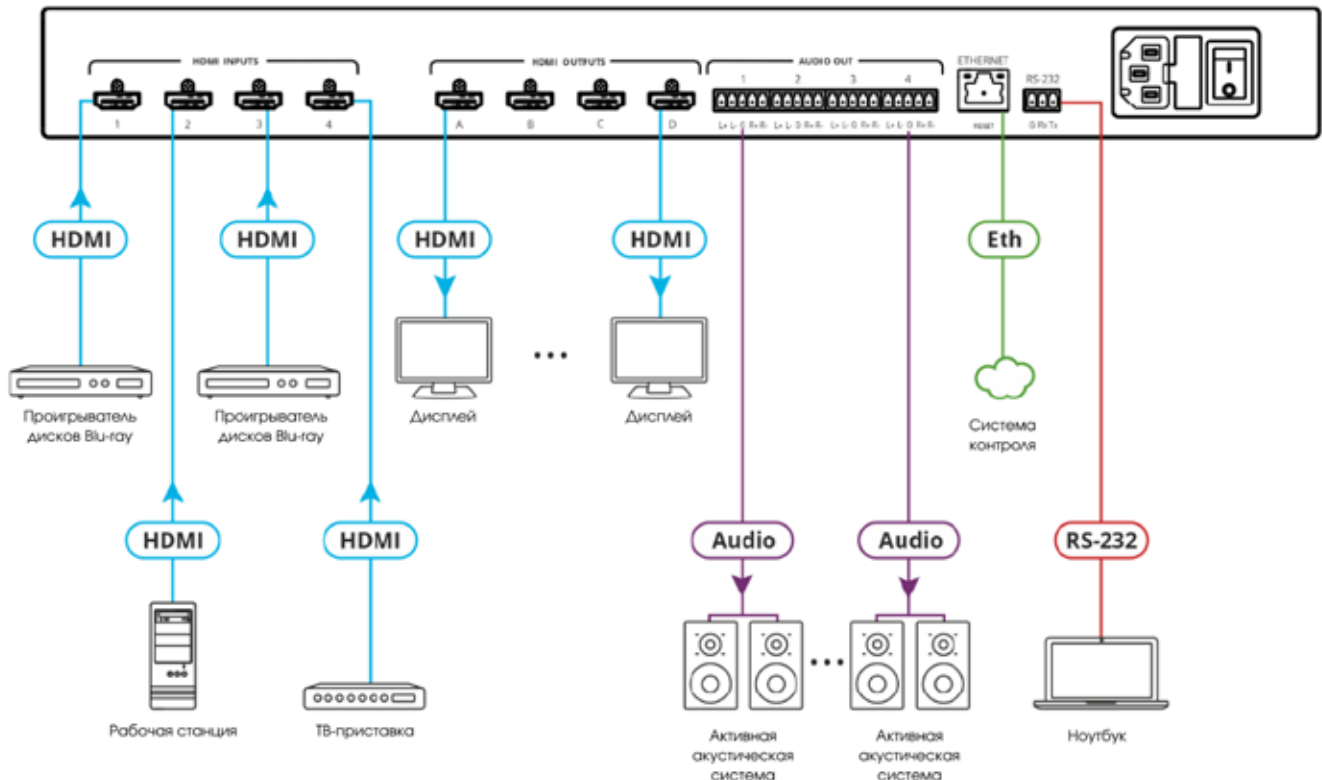 HDMI INPUTS
HDMI OUTPUTS
AUDIO OUT
ETHERNET
RS-232
1 2 3 4
1 2 3 4
A B C D
L+ L- G R+ R- L+ L- G R+ R- L+ L- G R+ R- L+ L- G R+ R-
RESET
G Rx Tx
HDMI
HDMI
HDMI
HDMI
Eth
Проигрыватель
дисков Blu-ray
Проигрыватель
дисков Blu-ray
Дисплей
...
Дисплей
Система
контроля
HDMI
HDMI
Audio
Audio
RS-232
...
Рабочая станция
ТВ-приставка
Активная
акустическая
система
Активная
акустическая
система
Ноутбук